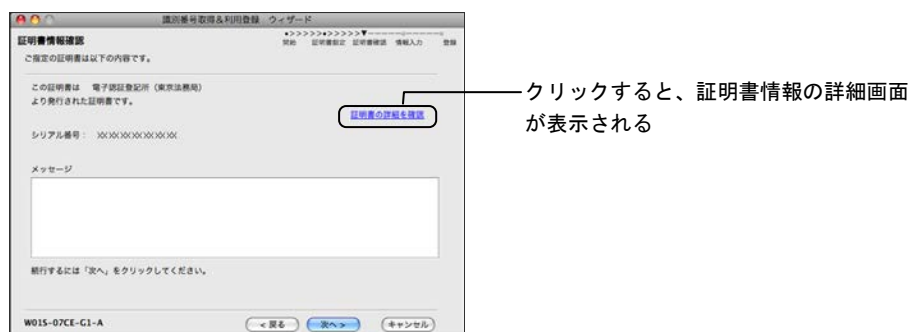 識別番号取得&利用登録 ウィザード
証明書情報確認
●>>>>>●>>>>>▼
開始 証明書設定 証明書確認 情報入力 登録
ご指定の証明書は以下の内容です。
この証明書は 電子認証登記所（東京法務局）
より発行された証明書です。
証明書の詳細を確認
シリアル番号： XXXXXXXXXXXXXX
メッセージ
続行するには「次へ」をクリックしてください。
W01S-07CE-G1-A
< 戻る
次へ >
キャンセル
クリックすると、証明書情報の詳細画面
が表示される